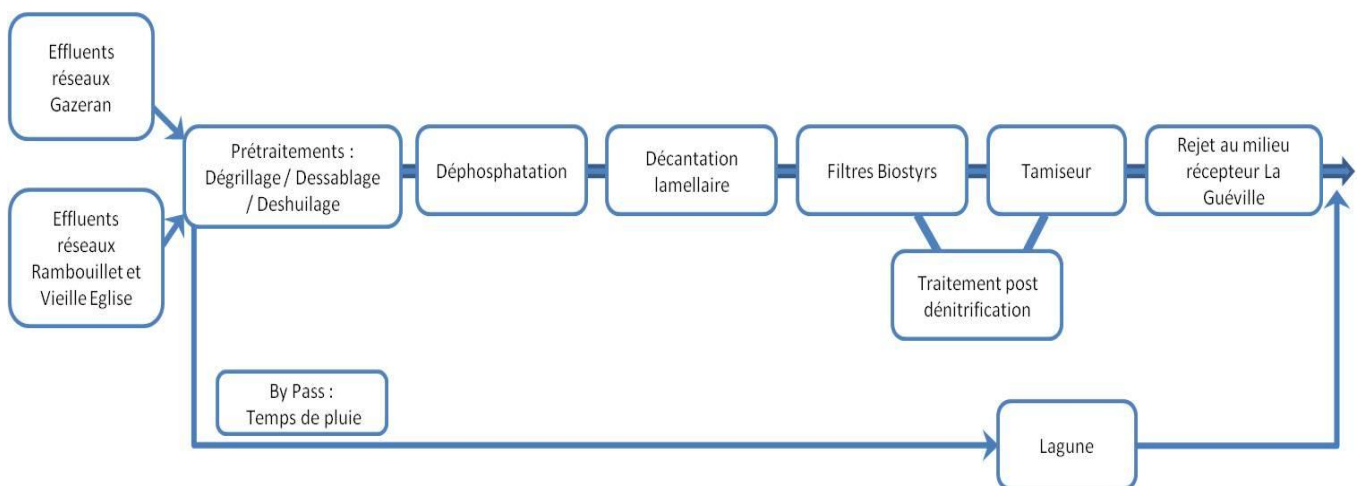 Effluents
réseaux
Gazeran
Effluents
réseaux
Rambouillet et
Vieille Eglise
Prétraitements :
Dégrillage / Dessablage
/ Deshuilage
Déphosphatation
Décantation
lamellaire
Filtres Biostyrs
Tamiseur
Rejet au milieu
récepteur La
Guéville
Traitement post
dénitrification
By Pass :
Temps de pluie
Lagune